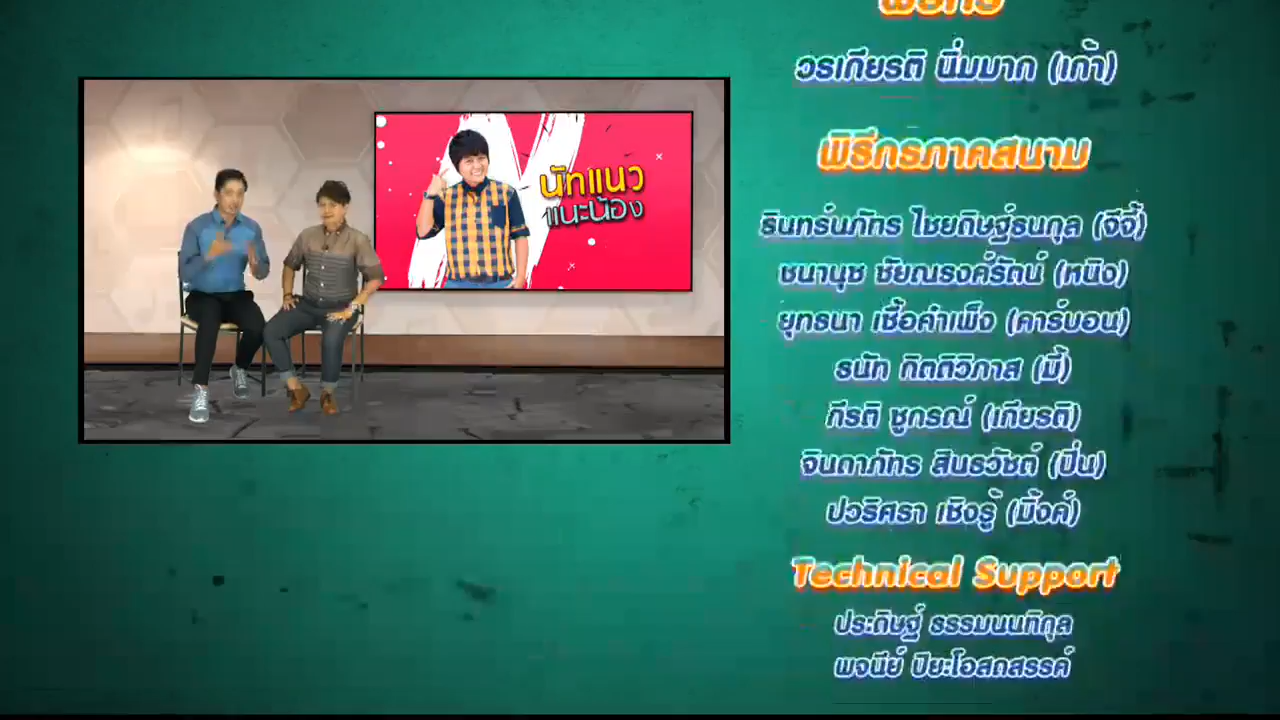 พิธีกร
วรเกียรติ นิ่มมาก (เก้า)
พิธีกรภาคสนาม
ธินทร์นภัทร ไชยดิษฐ์ธนกุล (จีจี้)
ชนานุช ชัยณรงค์รัตน์ (หนิง)
ยุทธนา เชื้อคำเพ็ง (คาร์บอน)
ธนัท กิตติวิภาส (มี่)
กีรติ ชูกรณ์ (เกียรติ)
จินดาภัทร สินธวัชต์ (ปิ่น)
ปวริศรา เชิงรู้ (มิ้งค์)
Technical Support
ประดิษฐ์ ธรรมนนทิกุล
พจนีย์ ปิยะโอสถสรรค์
นัทแนว
แนะน้อง